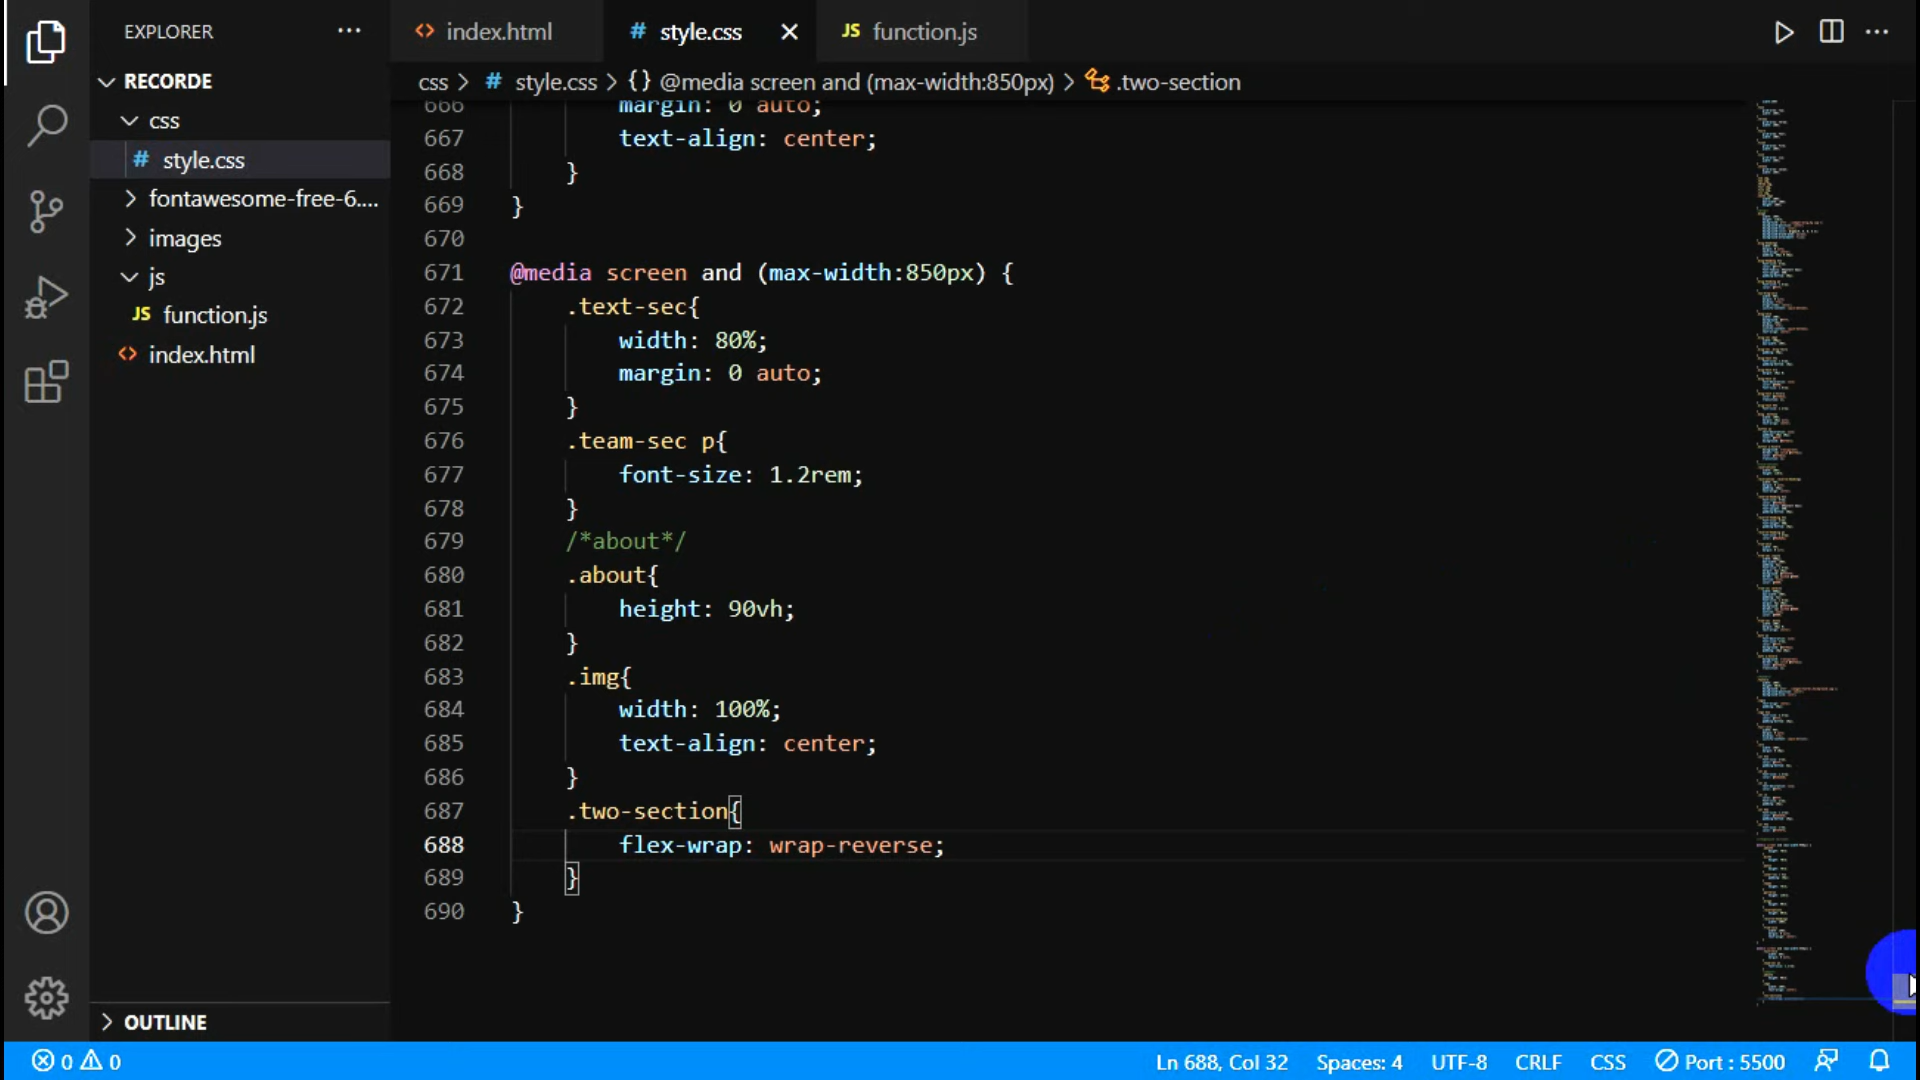 EXPLORER ···
index.html
# style.css
JS function.js
RECORDE
css
# style.css
fontawesome-free-6....
images
js
JS function.js
index.html
OUTLINE
css > # style.css > {} @media screen and (max-width:850px) > .two-section
666 margin: 0 auto;
667 text-align: center;
668 }
669 }
670
671 @media screen and (max-width:850px) {
672 .text-sec{
673 width: 80%;
674 margin: 0 auto;
675 }
676 .team-sec p{
677 font-size: 1.2rem;
678 }
679 /*about*/
680 .about{
681 height: 90vh;
682 }
683 .img{
684 width: 100%;
685 text-align: center;
686 }
687 .two-section{
688 flex-wrap: wrap-reverse;
689 }
690 }
0 0 Ln 688, Col 32 Spaces: 4 UTF-8 CRLF CSS Port : 5500